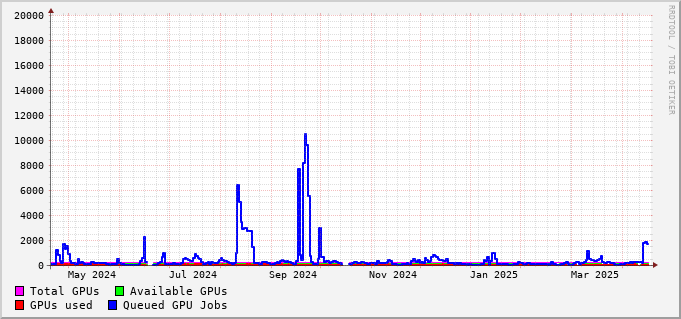 20000
18000
16000
14000
12000
10000
8000
6000
4000
2000
0
May 2024 Jul 2024 Sep 2024 Nov 2024 Jan 2025 Mar 2025
Total GPUs Available GPUs
GPUs used Queued GPU Jobs
RRDTOOL / TOBI OETIKER